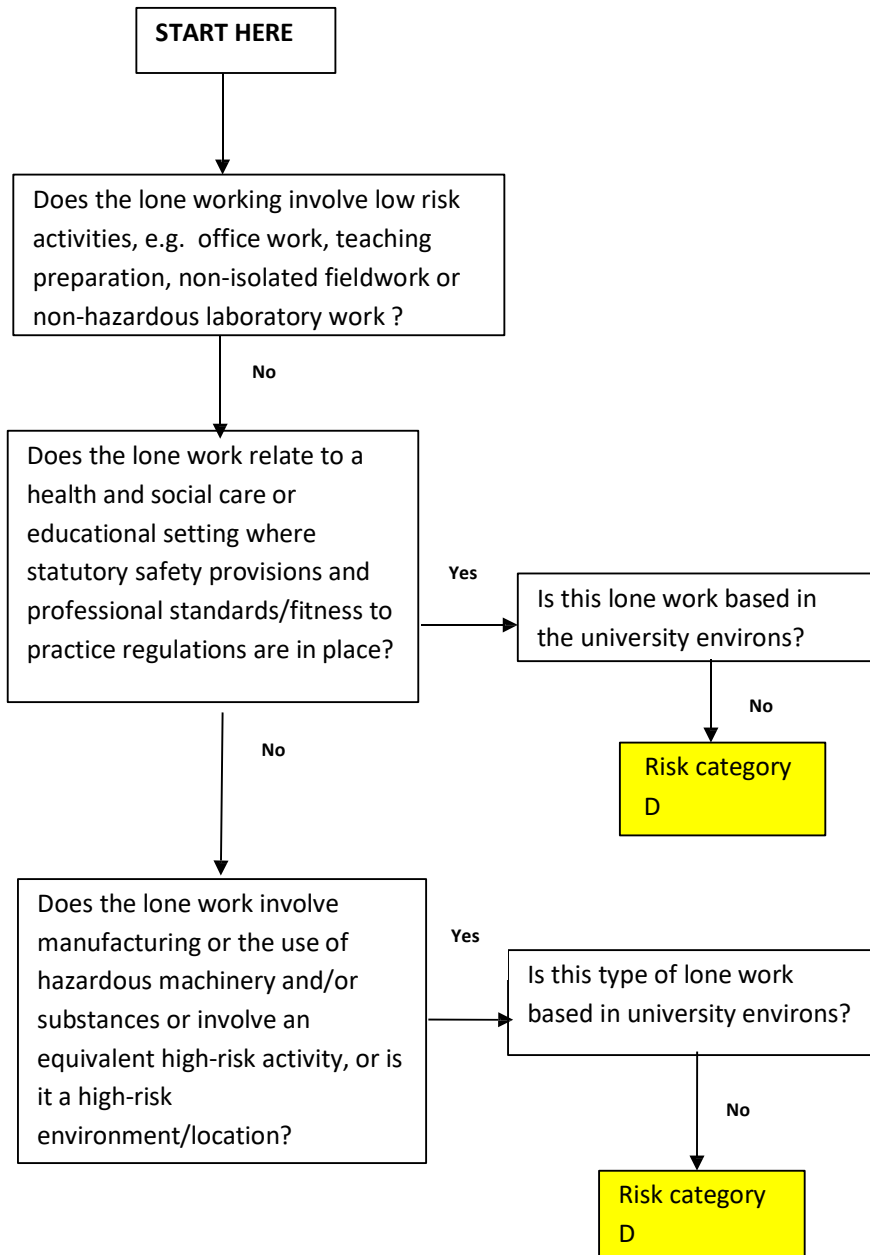 START HERE
Does the lone working involve low risk
activities, e.g. office work, teaching
preparation, non-isolated fieldwork or
non-hazardous laboratory work ?
No
Does the lone work relate to a
health and social care or
educational setting where
statutory safety provisions and
professional standards/fitness to
practice regulations are in place?
Yes
Is this lone work based in
the university environs?
No
Risk category
D
No
Does the lone work involve
manufacturing or the use of
hazardous machinery and/or
substances or involve an
equivalent high-risk activity, or is
it a high-risk
environment/location?
Yes
Is this type of lone work
based in university environs?
No
Risk category
D